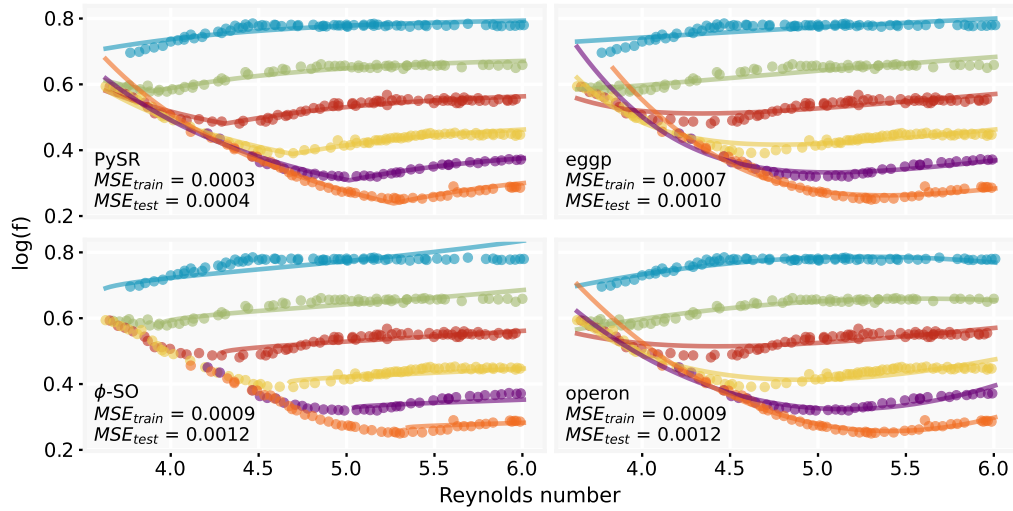 log(f)
0.8
0.6
0.4
0.2
PySR
MSE_train = 0.0003
MSE_test = 0.0004
eggp
MSE_train = 0.0007
MSE_test = 0.0010
0.8
0.6
0.4
0.2
ϕ-SO
MSE_train = 0.0009
MSE_test = 0.0012
operon
MSE_train = 0.0009
MSE_test = 0.0012
4.0 4.5 5.0 5.5 6.0
4.0 4.5 5.0 5.5 6.0
Reynolds number